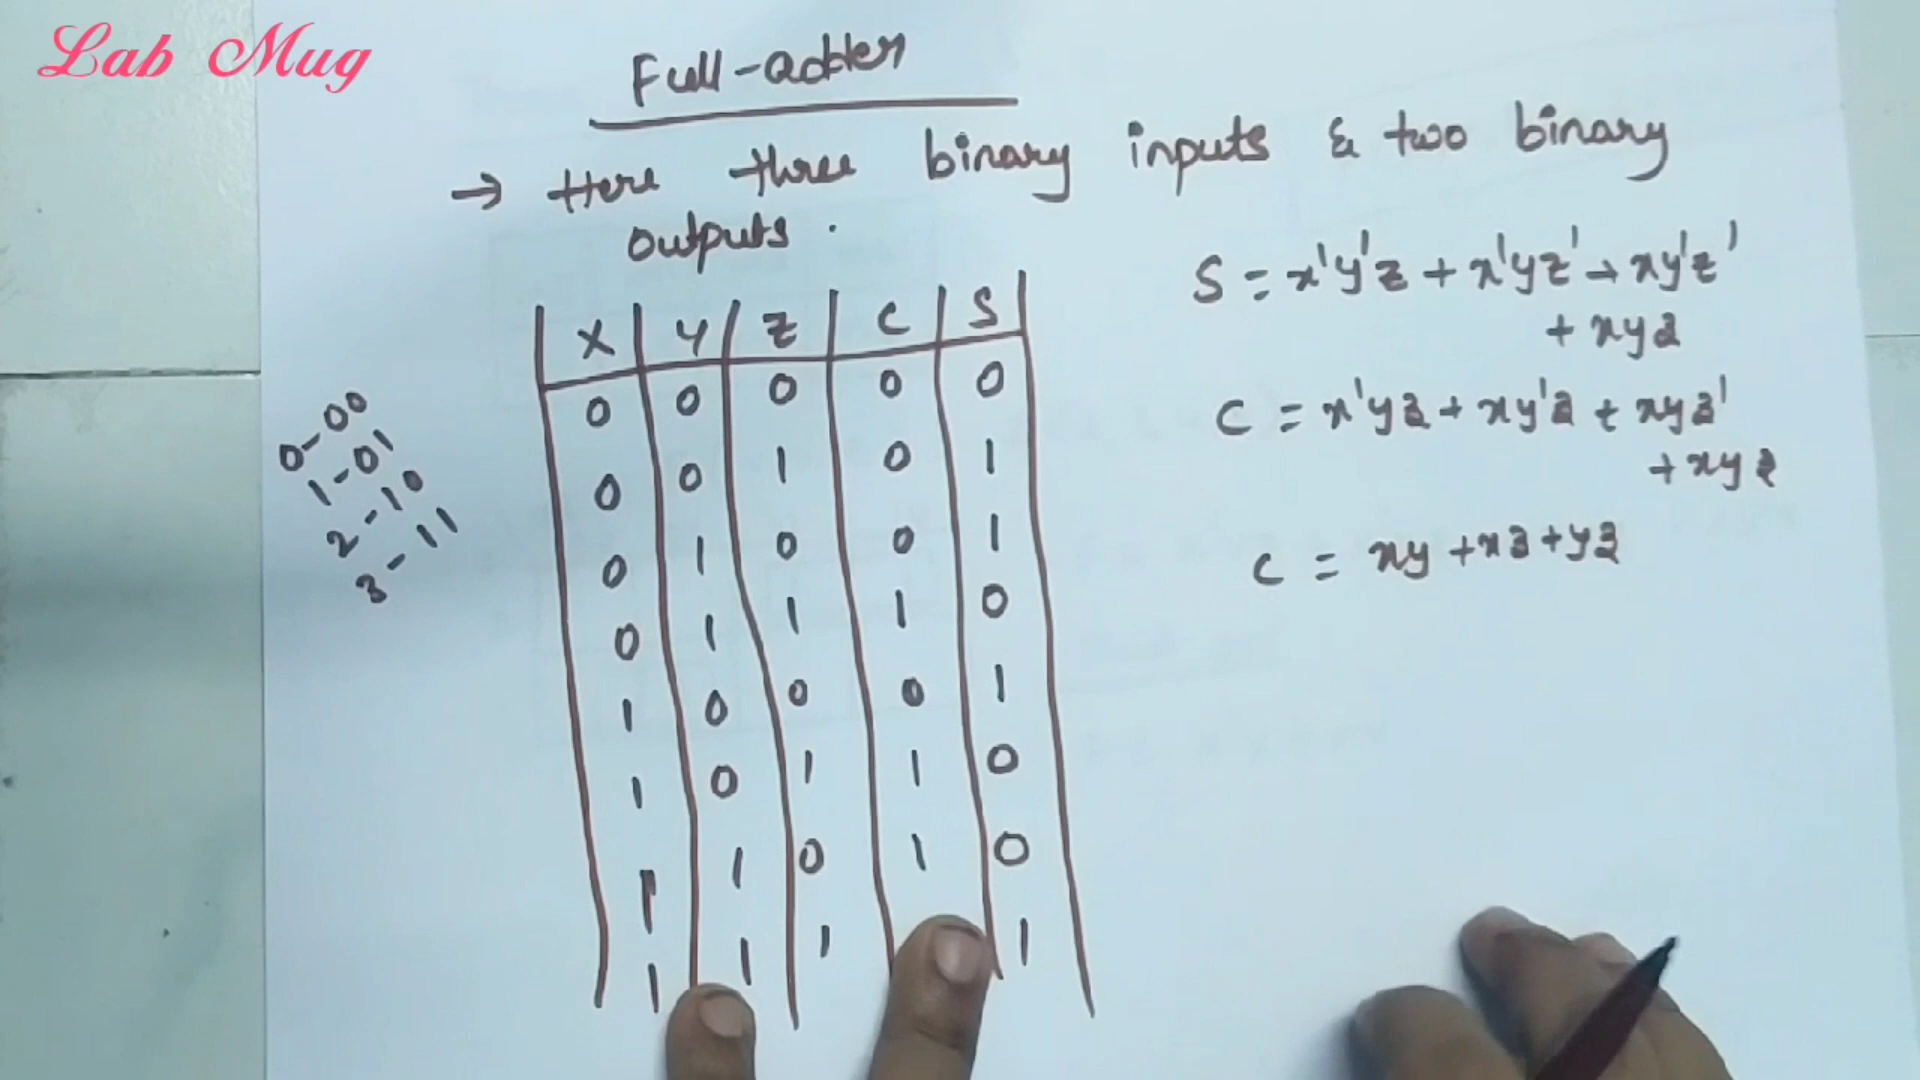 Lab Mug
Full-adder
→ Here three binary inputs & two binary
outputs.
S = x'y'z + x'yz' + xy'z'
+ xyz
C = x'yz + xy'z + xyz'
+ xyz
C = xy + xz + yz
0-00
1-01
2-10
3-11
X Y Z C S
0 0 0 0 0
0 0 1 0 1
0 1 0 0 1
0 1 1 1 0
1 0 0 0 1
1 0 1 1 0
1 1 0 1 0
1 1 1 1